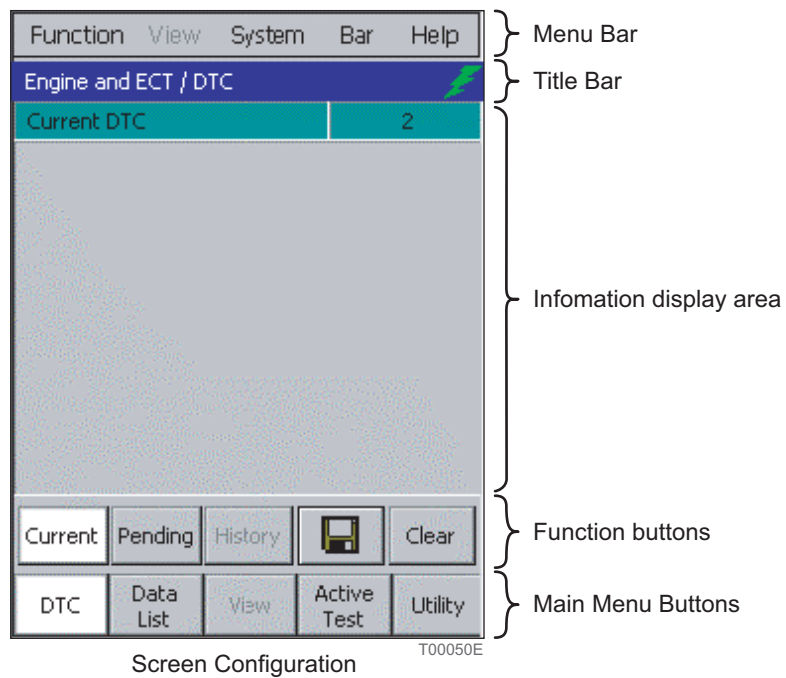 Function View System Bar Help
Menu Bar
Engine and ECT / DTC
Title Bar
Current DTC 2
Infomation display area
Current Pending History Clear
Function buttons
DTC Data List View Active Test Utility
Main Menu Buttons
T00050E
Screen Configuration